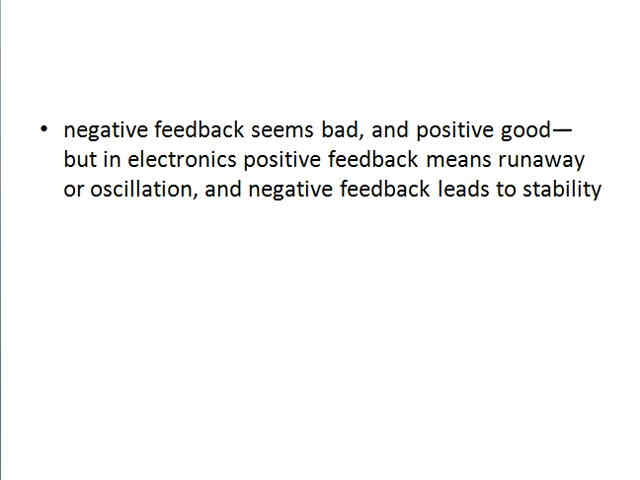 • negative feedback seems bad, and positive good—
but in electronics positive feedback means runaway
or oscillation, and negative feedback leads to stability